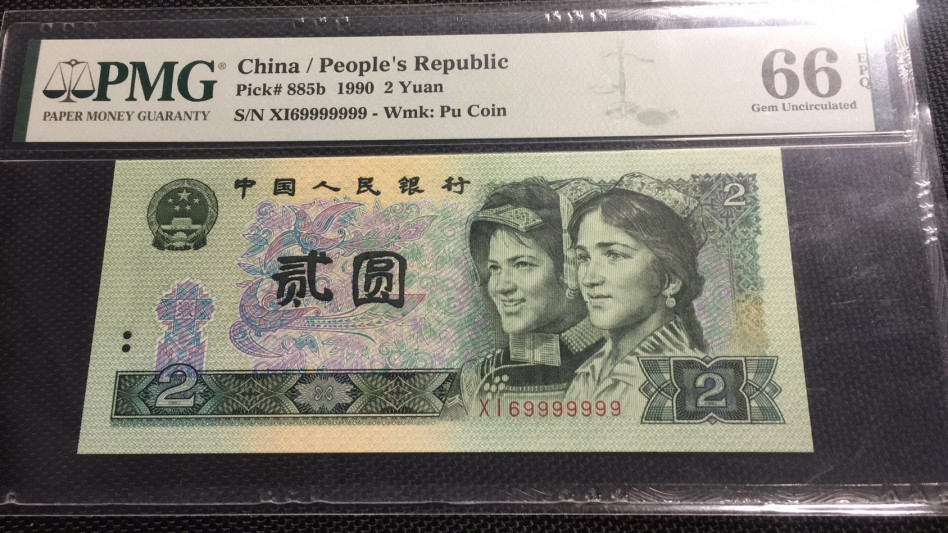 PMG® China / People's Republic 66 EPQ
Pick# 885b 1990 2 Yuan
PAPER MONEY GUARANTY S/N XI69999999 - Wmk: Pu Coin Gem Uncirculated
中国人民银行
2
贰圆
2
2
XI69999999